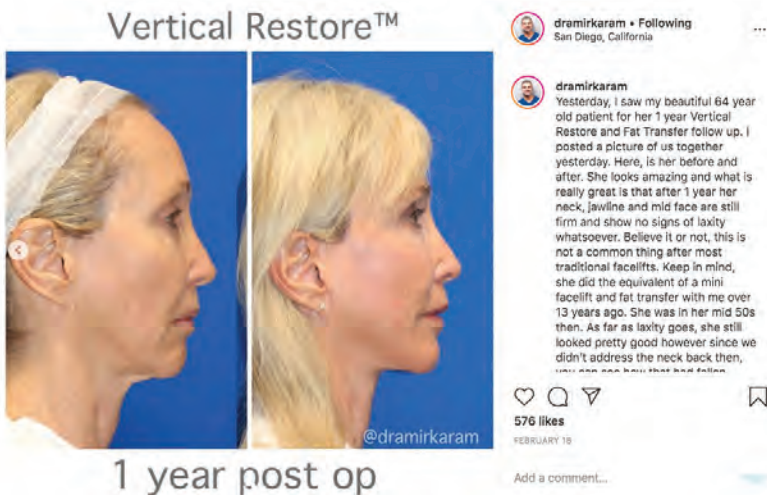 Vertical Restore™
@dramirkaram
1 year post op
dramirkaram • Following
San Diego, California
dramirkaram
Yesterday, I saw my beautiful 64 year
old patient for her 1 year Vertical
Restore and Fat Transfer follow up. I
posted a picture of us together
yesterday. Here, is her before and
after. She looks amazing and what is
really great is that after 1 year her
neck, jawline and mid face are still
firm and show no signs of laxity
whatsoever. Believe it or not, this is
not a common thing after most
traditional facelifts. Keep in mind,
she did the equivalent of a mini
facelift and fat transfer with me over
13 years ago. She was in her mid 50s
then. As far as laxity goes, she still
looked pretty good however since we
didn't address the neck back then,
you can see how that had fallen
576 likes
FEBRUARY 18
Add a comment...